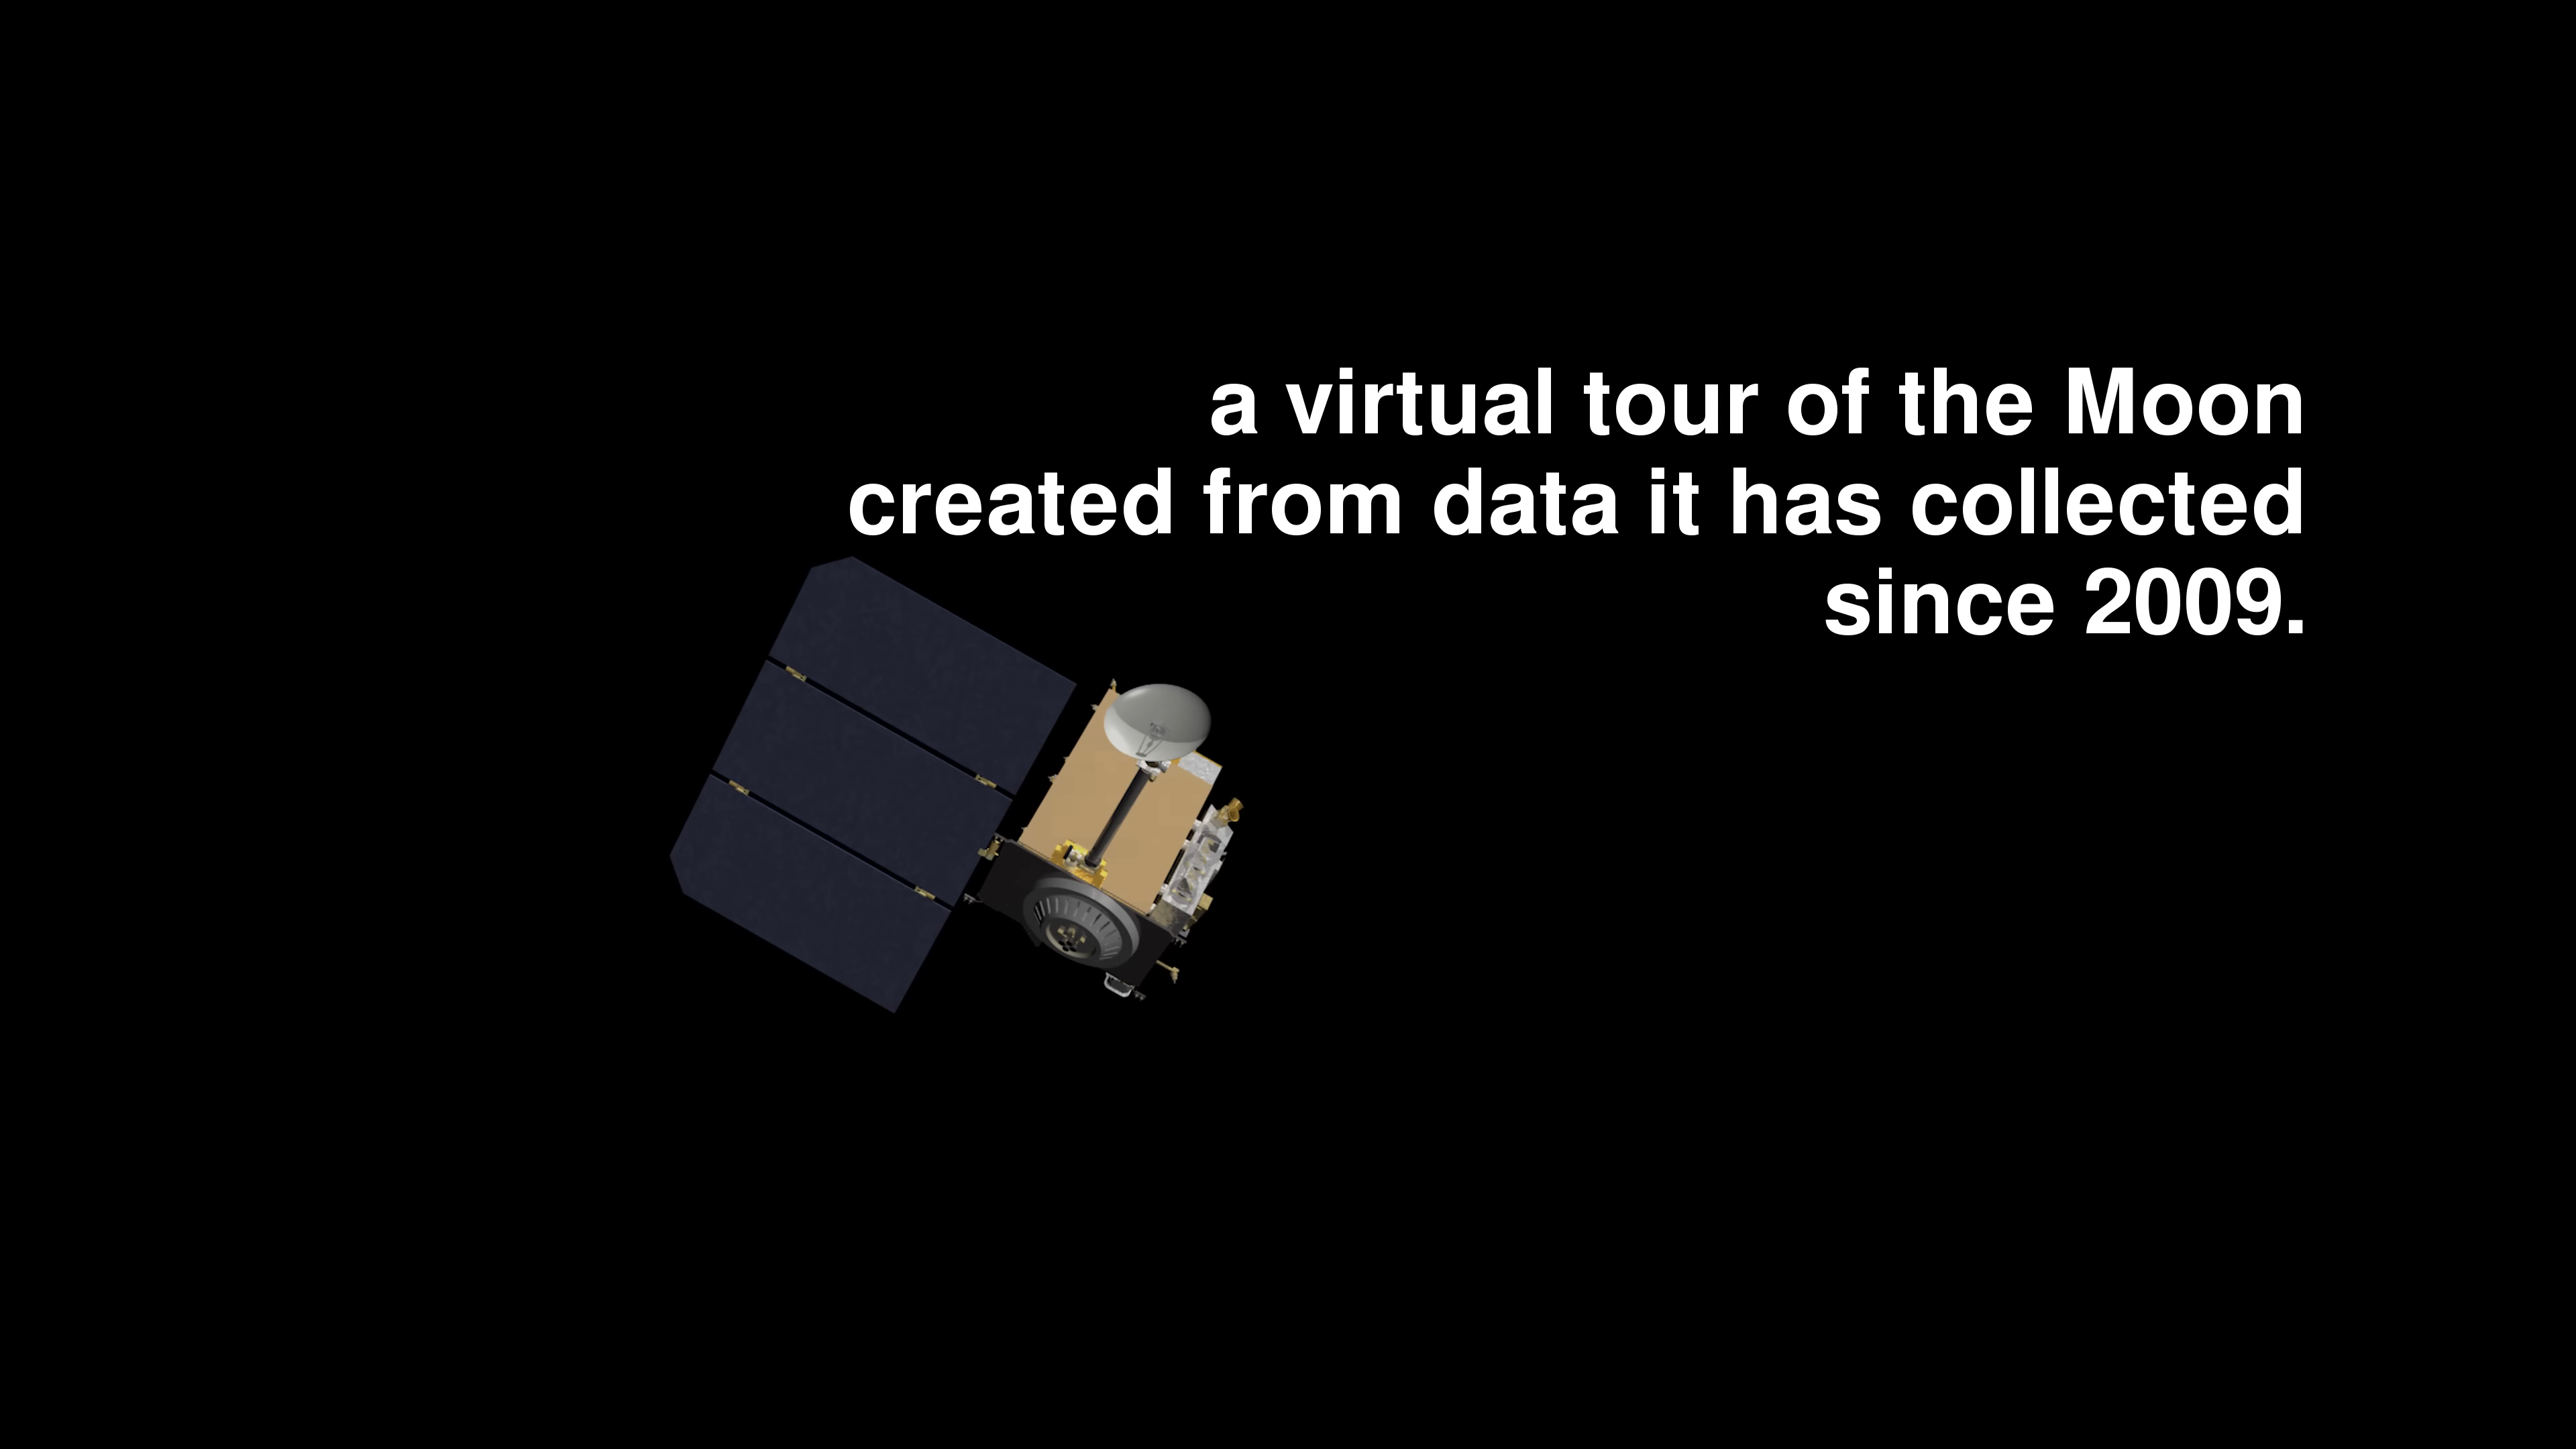 a virtual tour of the Moon
created from data it has collected
since 2009.